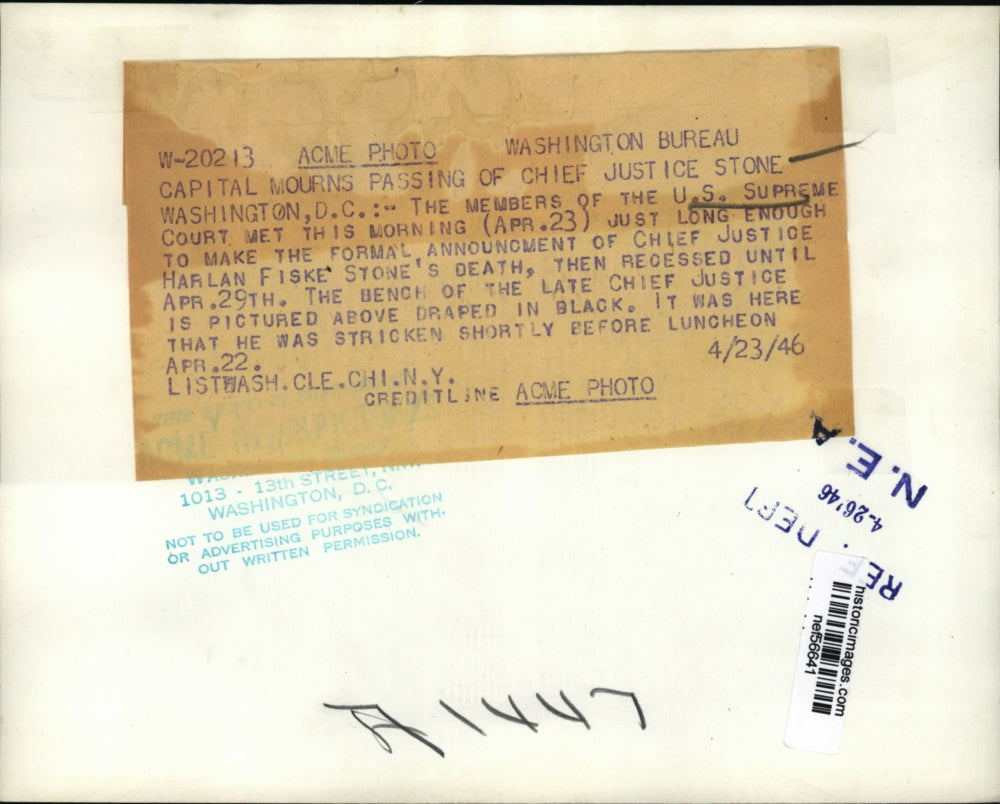 W-20213 ACME PHOTO WASHINGTON BUREAU
CAPITAL MOURNS PASSING OF CHIEF JUSTICE STONE
WASHINGTON,D.C.:- THE MEMBERS OF THE U.S. SUPREME
COURT MET THIS MORNING (APR.23) JUST LONG ENOUGH
TO MAKE THE FORMAL ANNOUNCMENT OF CHIEF JUSTICE
HARLAN FISKE STONE'S DEATH, THEN RECESSED UNTIL
APR.29TH. THE BENCH OF THE LATE CHIEF JUSTICE
IS PICTURED ABOVE DRAPED IN BLACK. IT WAS HERE
THAT HE WAS STRICKEN SHORTLY BEFORE LUNCHEON
APR.22. 4/23/46
LISTWASH.CLE.CHI.N.Y.
CREDITLINE ACME PHOTO
1013 - 13th STREET, N.W.
WASHINGTON, D.C.
NOT TO BE USED FOR SYNDICATION
OR ADVERTISING PURPOSES WITH-
OUT WRITTEN PERMISSION.
N.E.A
4-26'46
REF. DEPT
historicimages.com
nef56641
A1447